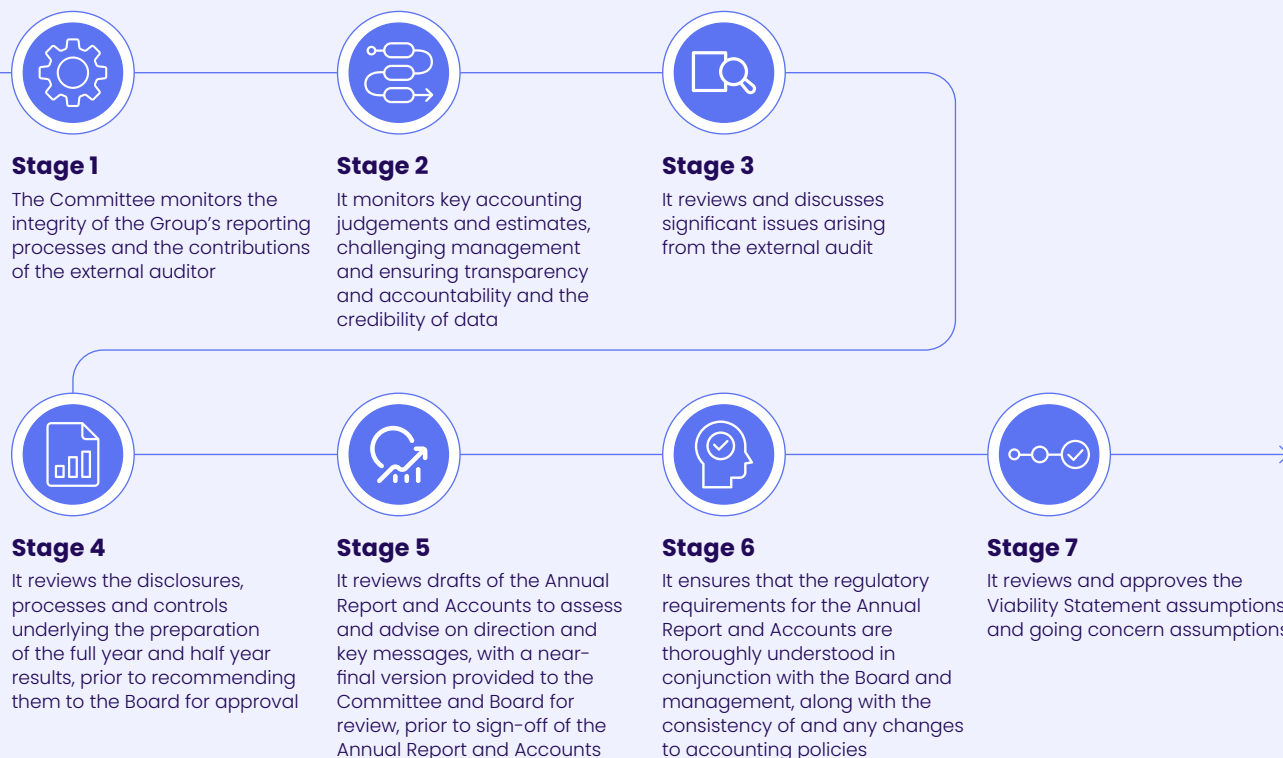 Stage 1
The Committee monitors the
integrity of the Group’s reporting
processes and the contributions
of the external auditor
Stage 2
It monitors key accounting
judgements and estimates,
challenging management
and ensuring transparency
and accountability and the
credibility of data
Stage 3
It reviews and discusses
significant issues arising
from the external audit
Stage 4
It reviews the disclosures,
processes and controls
underlying the preparation
of the full year and half year
results, prior to recommending
them to the Board for approval
Stage 5
It reviews drafts of the Annual
Report and Accounts to assess
and advise on direction and
key messages, with a near-
final version provided to the
Committee and Board for
review, prior to sign-off of the
Annual Report and Accounts
Stage 6
It ensures that the regulatory
requirements for the Annual
Report and Accounts are
thoroughly understood in
conjunction with the Board and
management, along with the
consistency of and any changes
to accounting policies
Stage 7
It reviews and approves the
Viability Statement assumptions
and going concern assumptions